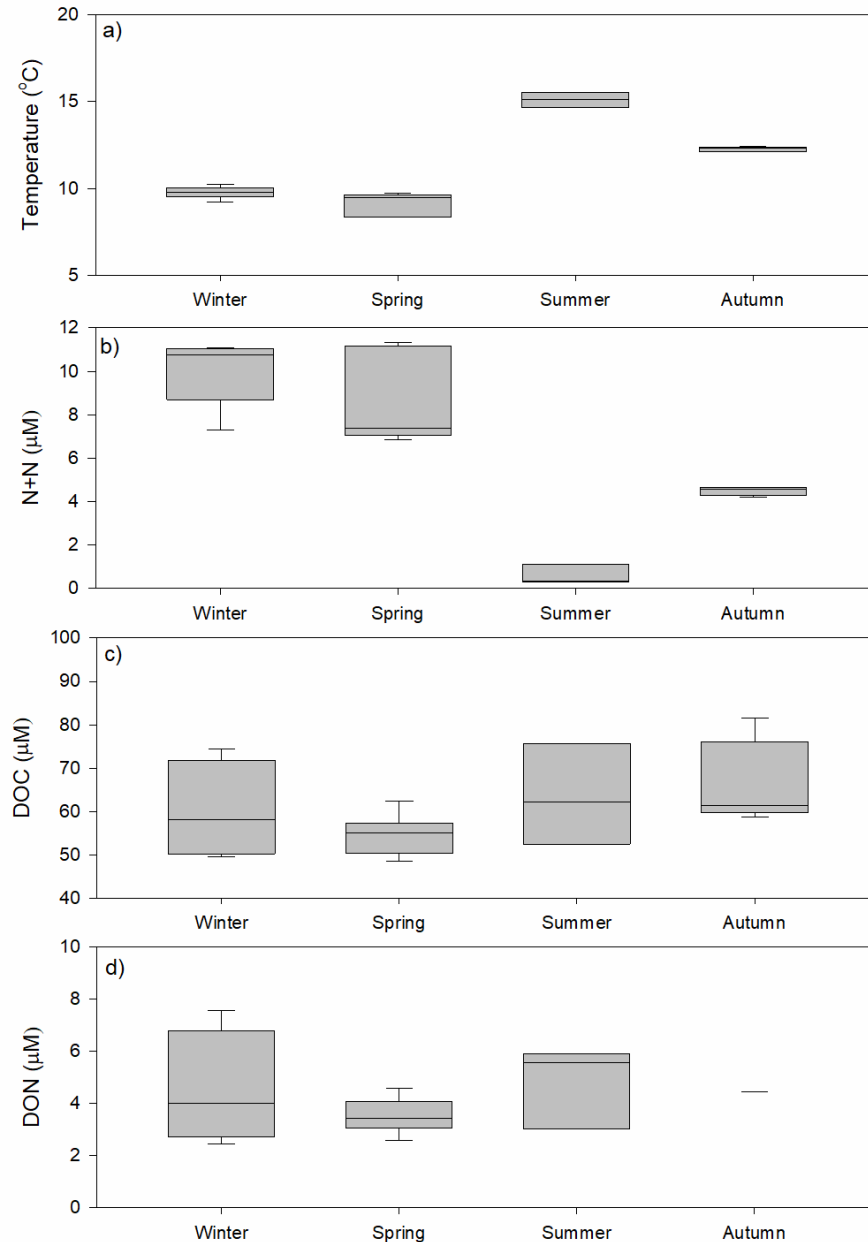 a)
Temperature (°C)
20
15
10
5
Winter Spring Summer Autumn
b)
N+N (μM)
12
10
8
6
4
2
0
Winter Spring Summer Autumn
c)
DOC (μM)
100
90
80
70
60
50
40
Winter Spring Summer Autumn
d)
DON (μM)
10
8
6
4
2
0
Winter Spring Summer Autumn